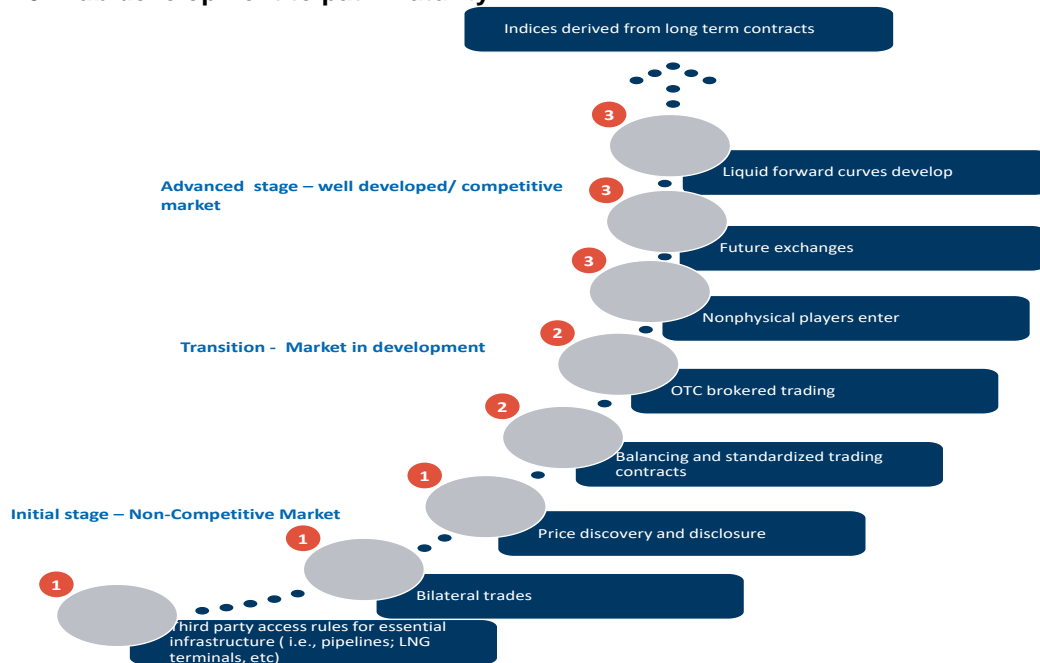 Indices derived from long term contracts
3
Liquid forward curves develop
Advanced stage – well developed/ competitive
market
3
Future exchanges
3
Nonphysical players enter
Transition - Market in development
2
OTC brokered trading
2
Balancing and standardized trading
contracts
1
Price discovery and disclosure
Initial stage – Non-Competitive Market
1
Bilateral trades
1
Third party access rules for essential
infrastructure ( i.e., pipelines; LNG
terminals, etc)